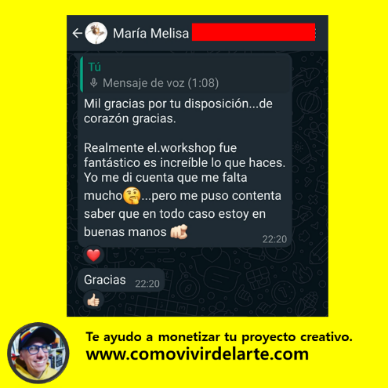 María Melisa
Tú
Mensaje de voz (1:08)
Mil gracias por tu disposición...de
corazón gracias.
Realmente el.workshop fue
fantástico es increíble lo que haces.
Yo me di cuenta que me falta
mucho🤔...pero me puso contenta
saber que en todo caso estoy en
buenas manos 🫵🏻
22:20
Gracias 22:20
Te ayudo a monetizar tu proyecto creativo.
www.comovivirdelarte.com